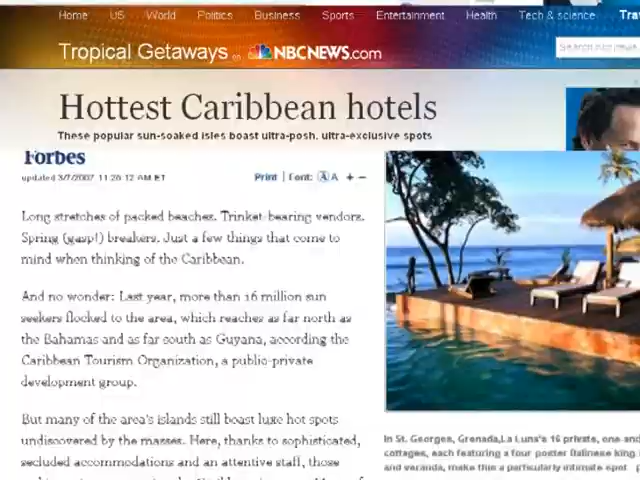 Home US World Politics Business Sports Entertainment Health Tech & science
Tropical Getaways on NBCNEWS.com
Hottest Caribbean hotels
These popular sun-soaked isles boast ultra-posh, ultra-exclusive spots
Forbes
updated 3/7/2007 11:26:12 AM ET
Print | Font: A A + −
Long stretches of packed beaches. Trinket-bearing vendors.
Spring (gasp!) breakers. Just a few things that come to
mind when thinking of the Caribbean.
And no wonder: Last year, more than 16 million sun
seekers flocked to the area, which reaches as far north as
the Bahamas and as far south as Guyana, according the
Caribbean Tourism Organization, a public-private
development group.
But many of the area's islands still boast luxe hot spots
undiscovered by the masses. Here, thanks to sophisticated,
secluded accommodations and an attentive staff, those
In St. Georges, Grenada,La Luna's 16 private, one-and
cottages, each featuring a four poster Balinese king
and veranda, make this a particularly intimate spot.